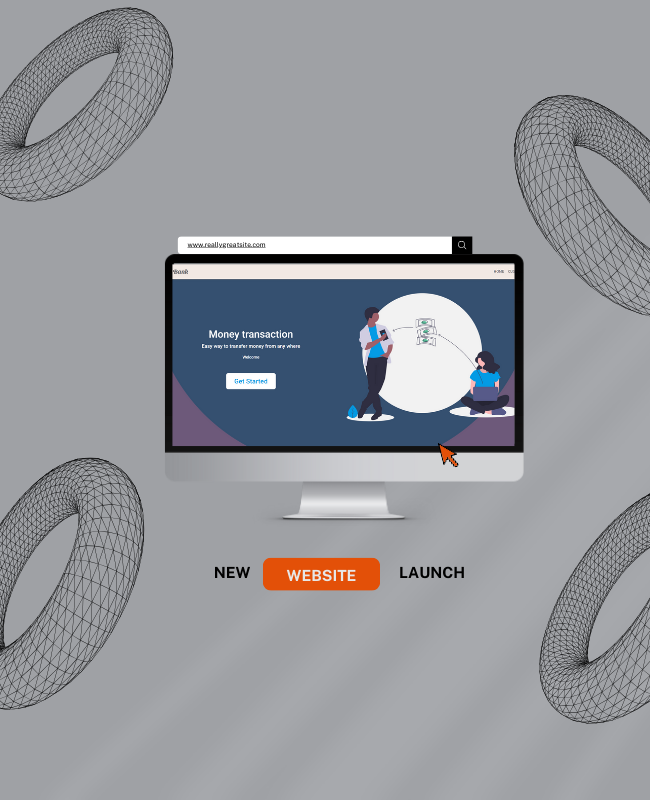 www.reallygreatsite.com
Bank
HOME
Money transaction
Easy way to transfer money from any where
Welcome
Get Started
NEW WEBSITE LAUNCH